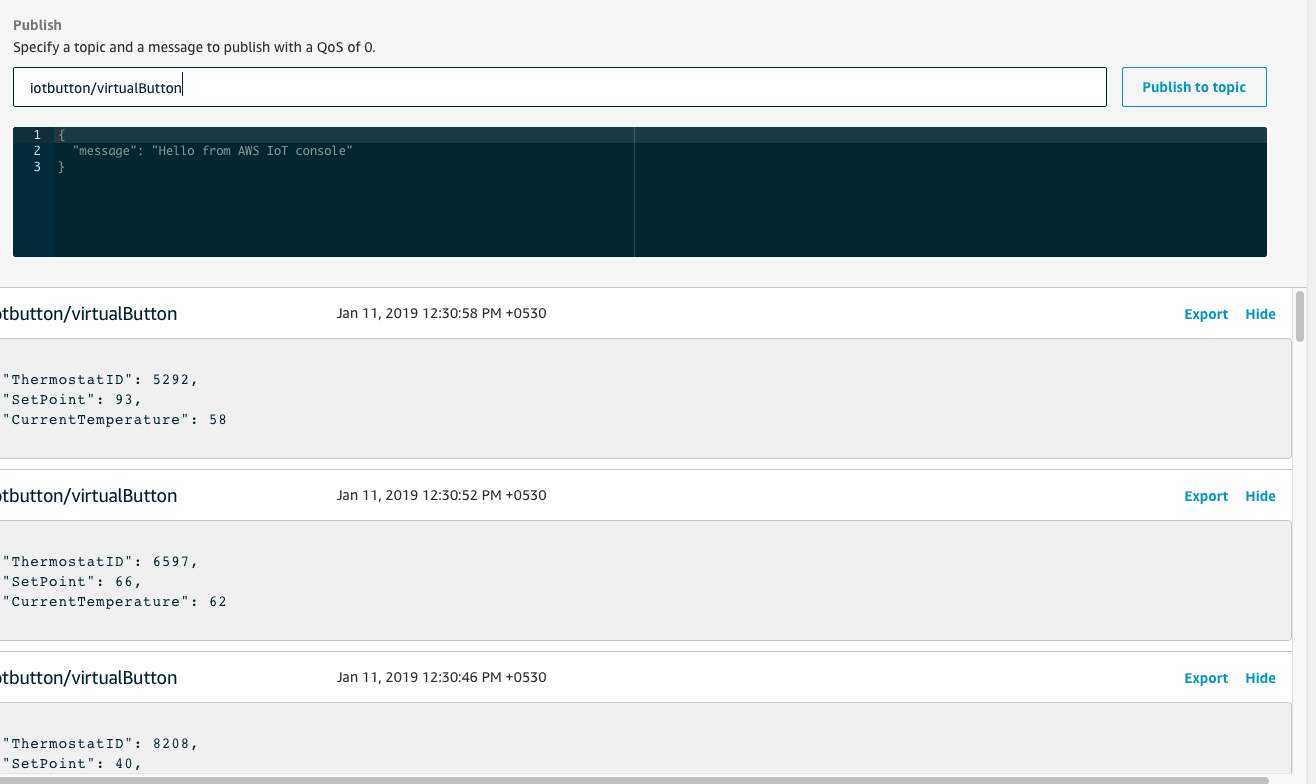 Publish
Specify a topic and a message to publish with a QoS of 0.
iotbutton/virtualButton
Publish to topic
1 {
2 "message": "Hello from AWS IoT console"
3 }
otbutton/virtualButton Jan 11, 2019 12:30:58 PM +0530 Export Hide
"ThermostatID": 5292,
"SetPoint": 93,
"CurrentTemperature": 58
otbutton/virtualButton Jan 11, 2019 12:30:52 PM +0530 Export Hide
"ThermostatID": 6597,
"SetPoint": 66,
"CurrentTemperature": 62
otbutton/virtualButton Jan 11, 2019 12:30:46 PM +0530 Export Hide
"ThermostatID": 8208,
"SetPoint": 40,